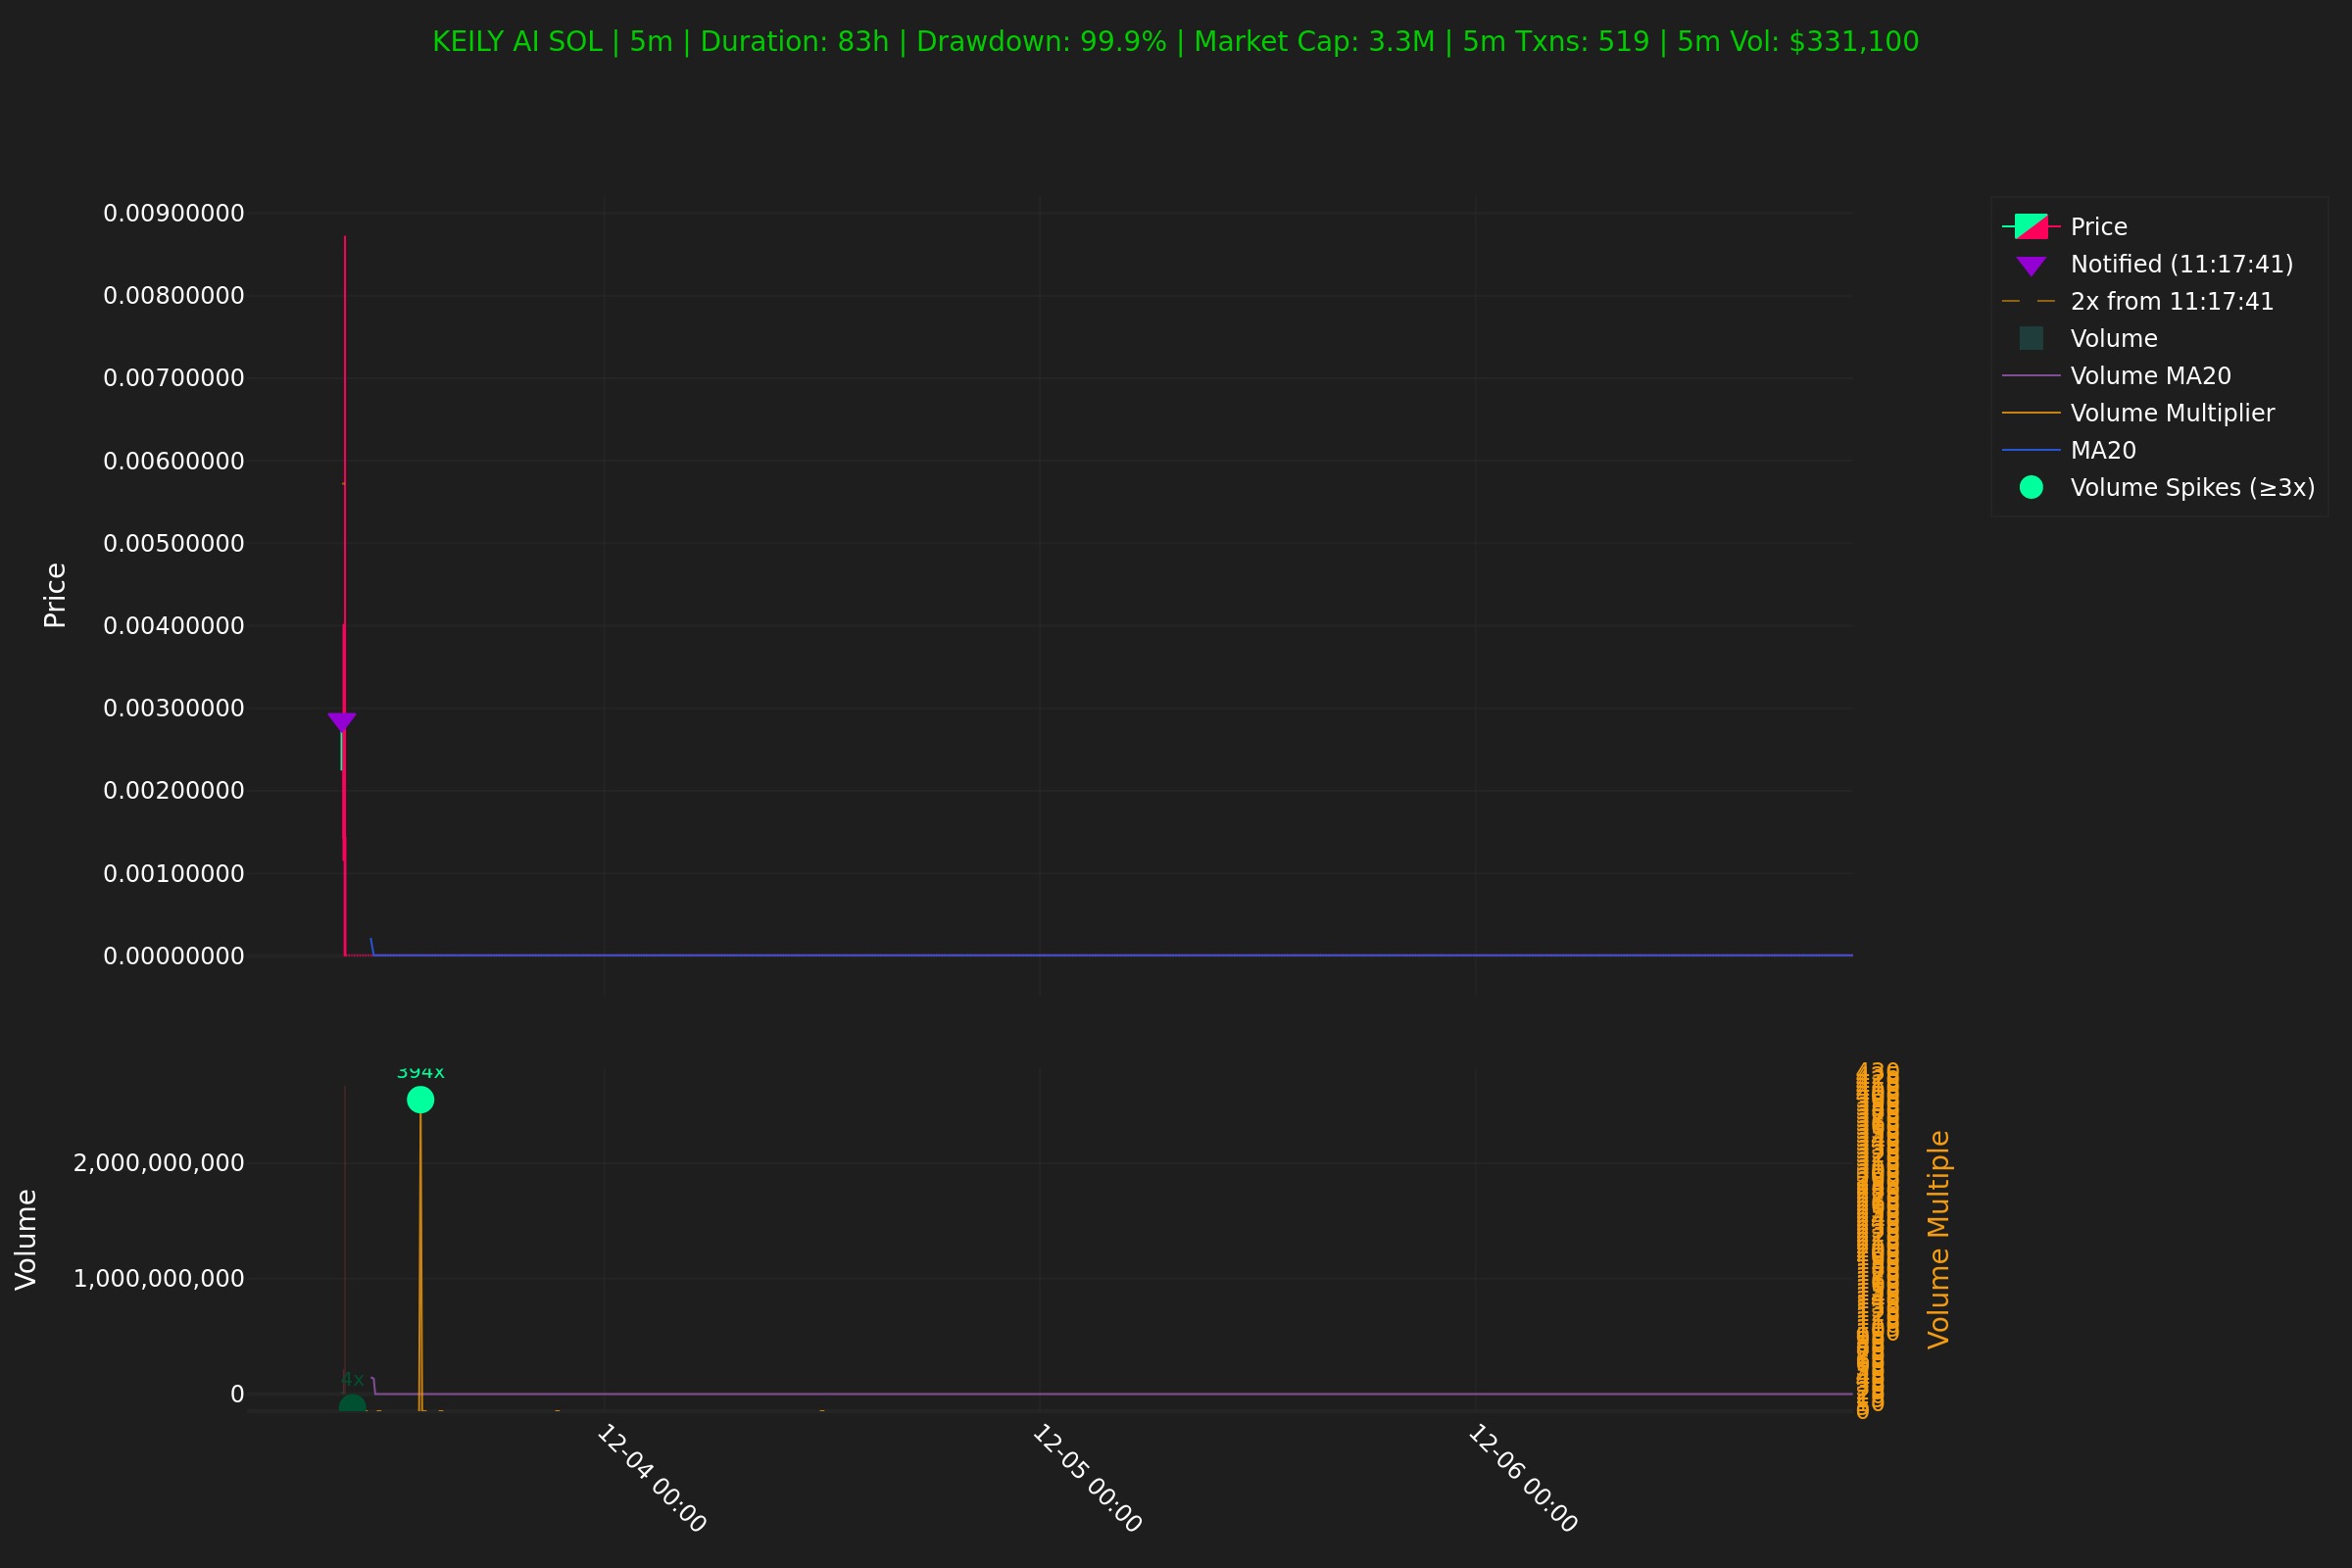 KEILY AI SOL | 5m | Duration: 83h | Drawdown: 99.9% | Market Cap: 3.3M | 5m Txns: 519 | 5m Vol: $331,100
Price
0.00900000
0.00800000
0.00700000
0.00600000
0.00500000
0.00400000
0.00300000
0.00200000
0.00100000
0.00000000
Price
Notified (11:17:41)
2x from 11:17:41
Volume
Volume MA20
Volume Multiplier
MA20
Volume Spikes (≥3x)
Volume
2,000,000,000
1,000,000,000
0
394x
4x
Volume Multiple
12-04 00:00
12-05 00:00
12-06 00:00